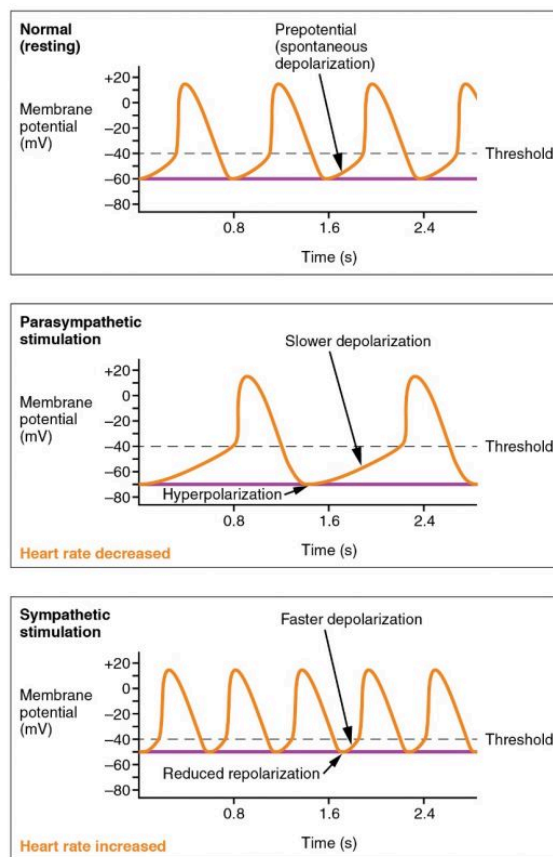 Normal
(resting)
Prepotential
(spontaneous
depolarization)
Membrane
potential
(mV)
+20
0
–20
–40
–60
–80
Threshold
0.8
1.6
2.4
Time (s)
Parasympathetic
stimulation
Slower depolarization
Membrane
potential
(mV)
+20
0
–20
–40
–60
–80
Threshold
Hyperpolarization
0.8
1.6
2.4
Heart rate decreased
Time (s)
Sympathetic
stimulation
Faster depolarization
Membrane
potential
(mV)
+20
0
–20
–40
–60
–80
Threshold
Reduced repolarization
0.8
1.6
2.4
Heart rate increased
Time (s)